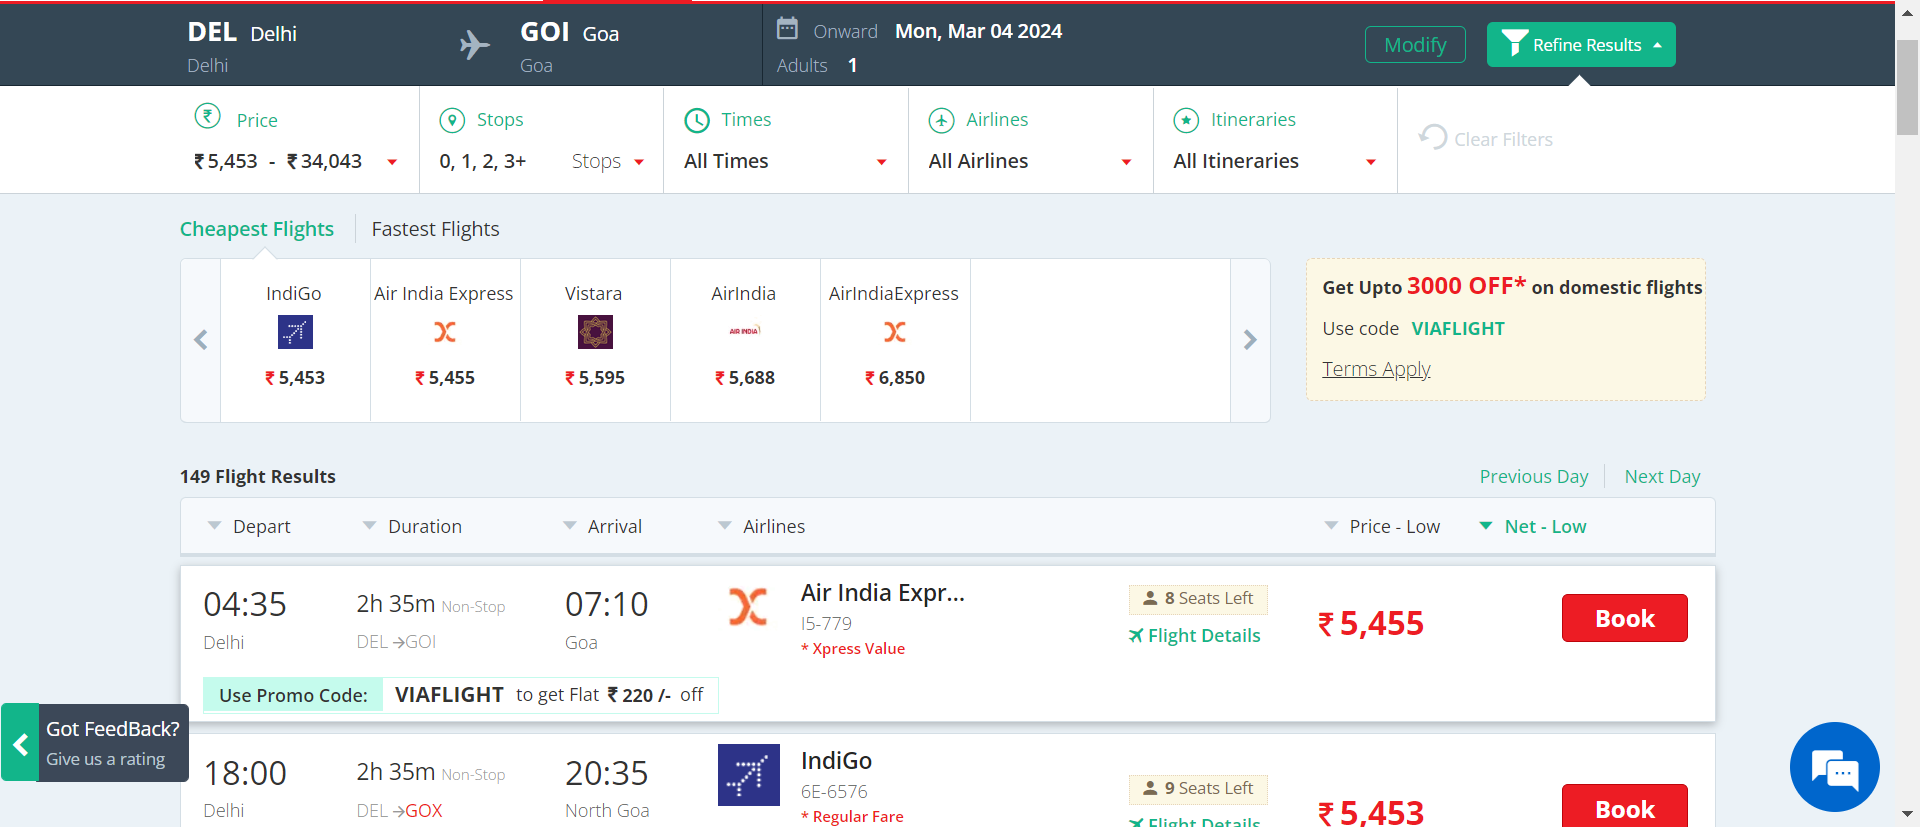 DEL Delhi
Delhi
GOI Goa
Goa
Onward Mon, Mar 04 2024
Adults 1
Modify
Refine Results
Price
₹ 5,453 - ₹ 34,043
Stops
0, 1, 2, 3+ Stops
Times
All Times
Airlines
All Airlines
Itineraries
All Itineraries
Clear Filters
Cheapest Flights
Fastest Flights
IndiGo
₹ 5,453
Air India Express
₹ 5,455
Vistara
₹ 5,595
AirIndia
AIR INDIA
₹ 5,688
AirIndiaExpress
₹ 6,850
Get Upto 3000 OFF* on domestic flights
Use code VIAFLIGHT
Terms Apply
149 Flight Results
Previous Day
Next Day
Depart Duration Arrival Airlines Price - Low Net - Low
04:35
Delhi
2h 35m Non-Stop
DEL → GOI
07:10
Goa
Air India Expr...
I5-779
* Xpress Value
8 Seats Left
Flight Details
₹ 5,455
Book
Use Promo Code: VIAFLIGHT to get Flat ₹ 220 /- off
18:00
Delhi
2h 35m Non-Stop
DEL → GOX
20:35
North Goa
IndiGo
6E-6576
* Regular Fare
9 Seats Left
Flight Details
₹ 5,453
Book
Got FeedBack?
Give us a rating